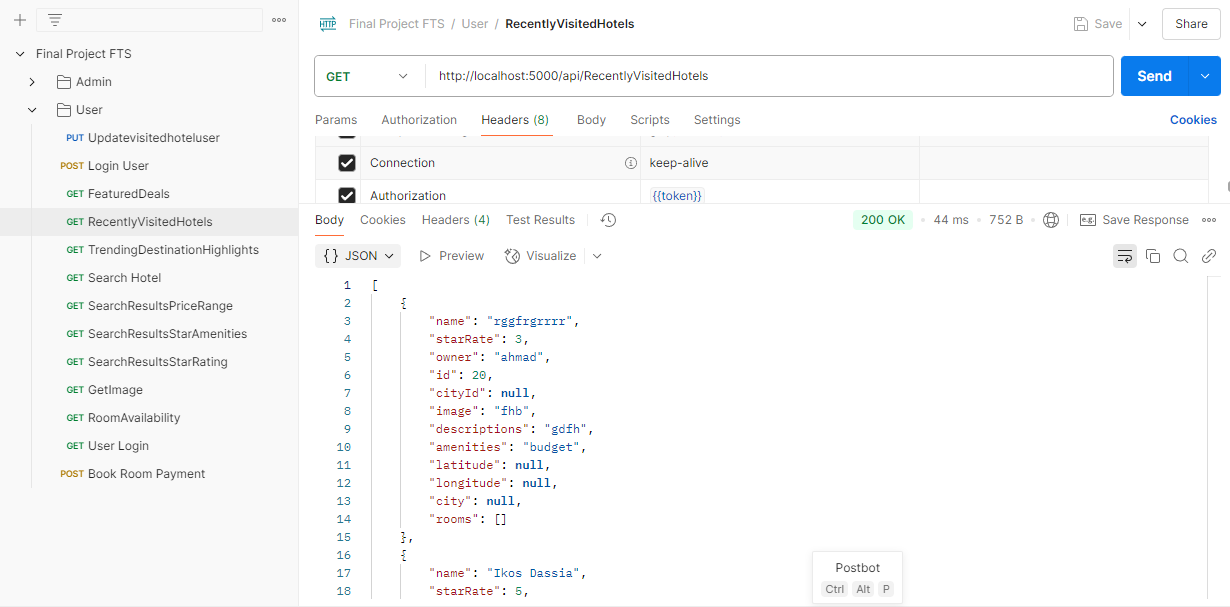 Final Project FTS / User / RecentlyVisitedHotels
Save
Share
Final Project FTS
Admin
User
PUT Updatevisitedhoteluser
POST Login User
GET FeaturedDeals
GET RecentlyVisitedHotels
GET TrendingDestinationHighlights
GET Search Hotel
GET SearchResultsPriceRange
GET SearchResultsStarAmenities
GET SearchResultsStarRating
GET GetImage
GET RoomAvailability
GET User Login
POST Book Room Payment
HTTP
GET http://localhost:5000/api/RecentlyVisitedHotels Send
Params Authorization Headers (8) Body Scripts Settings Cookies
Connection keep-alive
Authorization {{token}}
Body Cookies Headers (4) Test Results 200 OK • 44 ms • 752 B e.g. Save Response
{} JSON Preview Visualize
1 [
2 {
3 "name": "rggfrgrrrr",
4 "starRate": 3,
5 "owner": "ahmad",
6 "id": 20,
7 "cityId": null,
8 "image": "fhb",
9 "descriptions": "gdfh",
10 "amenities": "budget",
11 "latitude": null,
12 "longitude": null,
13 "city": null,
14 "rooms": []
15 },
16 {
17 "name": "Ikos Dassia",
18 "starRate": 5,
Postbot
Ctrl Alt P